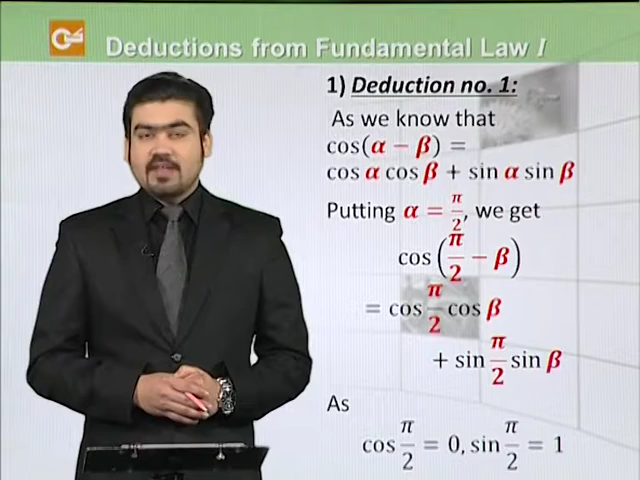 Deductions from Fundamental Law I
1) Deduction no. 1:
As we know that
cos(α − β) =
cos α cos β + sin α sin β
Putting α = π/2, we get
cos(π/2 − β)
= cos π/2 cos β
+ sin π/2 sin β
As
cos π/2 = 0, sin π/2 = 1